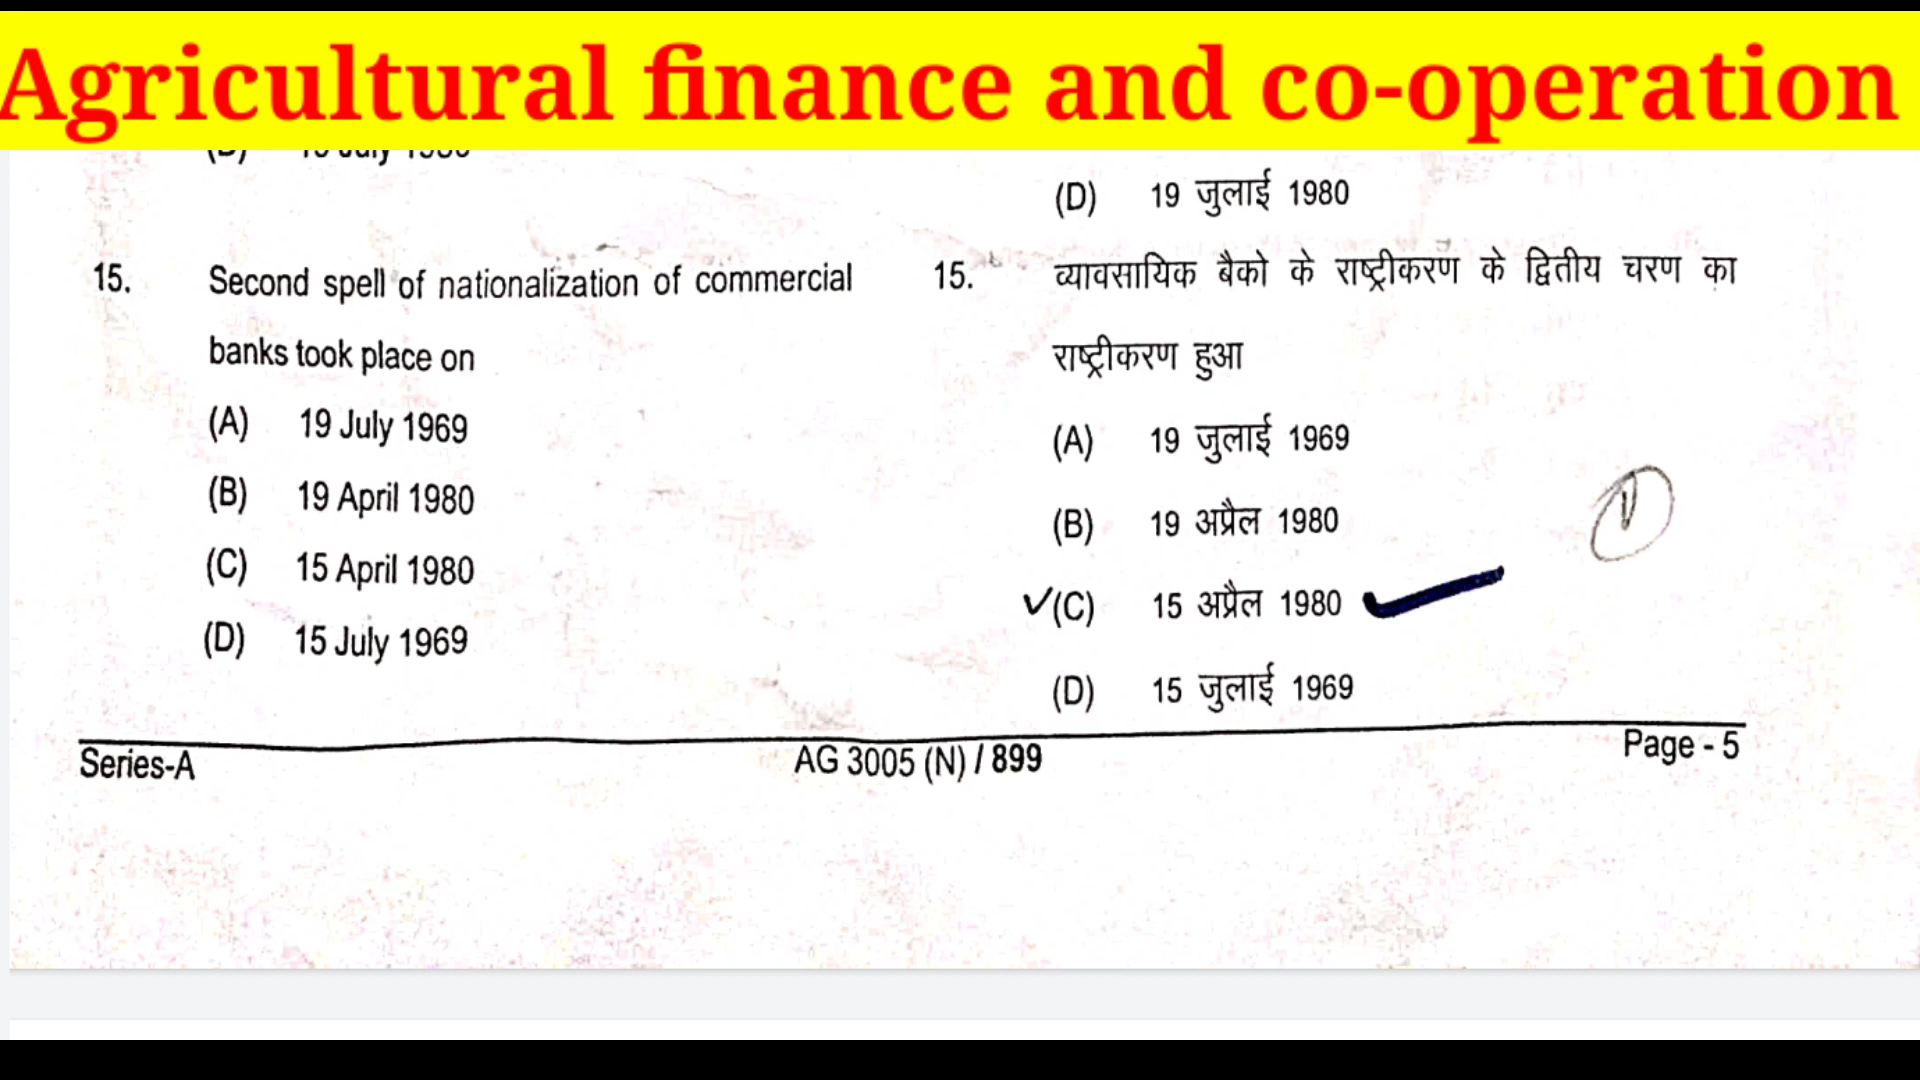 Agricultural finance and co-operation
(D) 19 जुलाई 1980
15. Second spell of nationalization of commercial
banks took place on
(A) 19 July 1969
(B) 19 April 1980
(C) 15 April 1980
(D) 15 July 1969
15. व्यावसायिक बैको के राष्ट्रीकरण के द्वितीय चरण का
राष्ट्रीकरण हुआ
(A) 19 जुलाई 1969
(B) 19 अप्रैल 1980
(C) 15 अप्रैल 1980
(D) 15 जुलाई 1969
Series-A AG 3005 (N) / 899 Page - 5